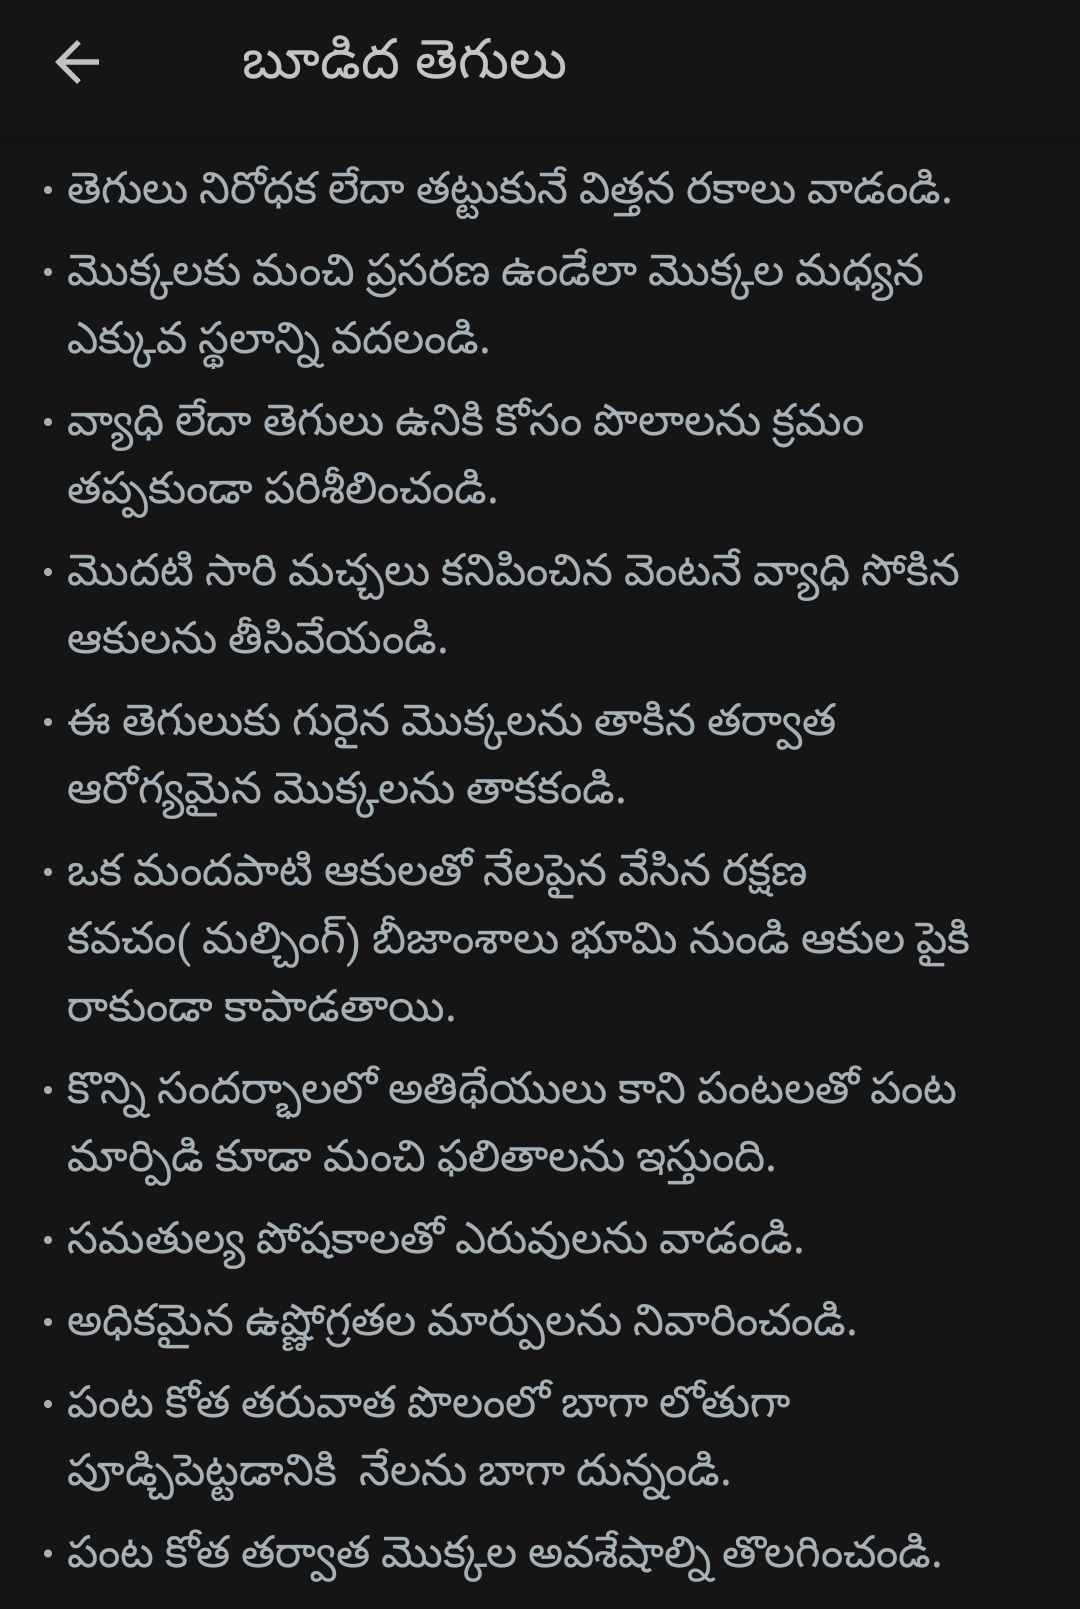 బూడిద తెగులు
• తెగులు నిరోధక లేదా తట్టుకునే విత్తన రకాలు వాడండి.
• మొక్కలకు మంచి ప్రసరణ ఉండేలా మొక్కల మధ్యన
ఎక్కువ స్థలాన్ని వదలండి.
• వ్యాధి లేదా తెగులు ఉనికి కోసం పొలాలను క్రమం
తప్పకుండా పరిశీలించండి.
• మొదటి సారి మచ్చలు కనిపించిన వెంటనే వ్యాధి సోకిన
ఆకులను తీసివేయండి.
• ఈ తెగులుకు గురైన మొక్కలను తాకిన తర్వాత
ఆరోగ్యమైన మొక్కలను తాకకండి.
• ఒక మందపాటి ఆకులతో నేలపైన వేసిన రక్షణ
కవచం( మల్చింగ్) బీజాంశాలు భూమి నుండి ఆకుల పైకి
రాకుండా కాపాడతాయి.
• కొన్ని సందర్భాలలో అతిథేయులు కాని పంటలతో పంట
మార్పిడి కూడా మంచి ఫలితాలను ఇస్తుంది.
• సమతుల్య పోషకాలతో ఎరువులను వాడండి.
• అధికమైన ఉష్ణోగ్రతల మార్పులను నివారించండి.
• పంట కోత తరువాత పొలంలో బాగా లోతుగా
పూడ్చిపెట్టడానికి  నేలను బాగా దున్నండి.
• పంట కోత తర్వాత మొక్కల అవశేషాల్ని తొలగించండి.